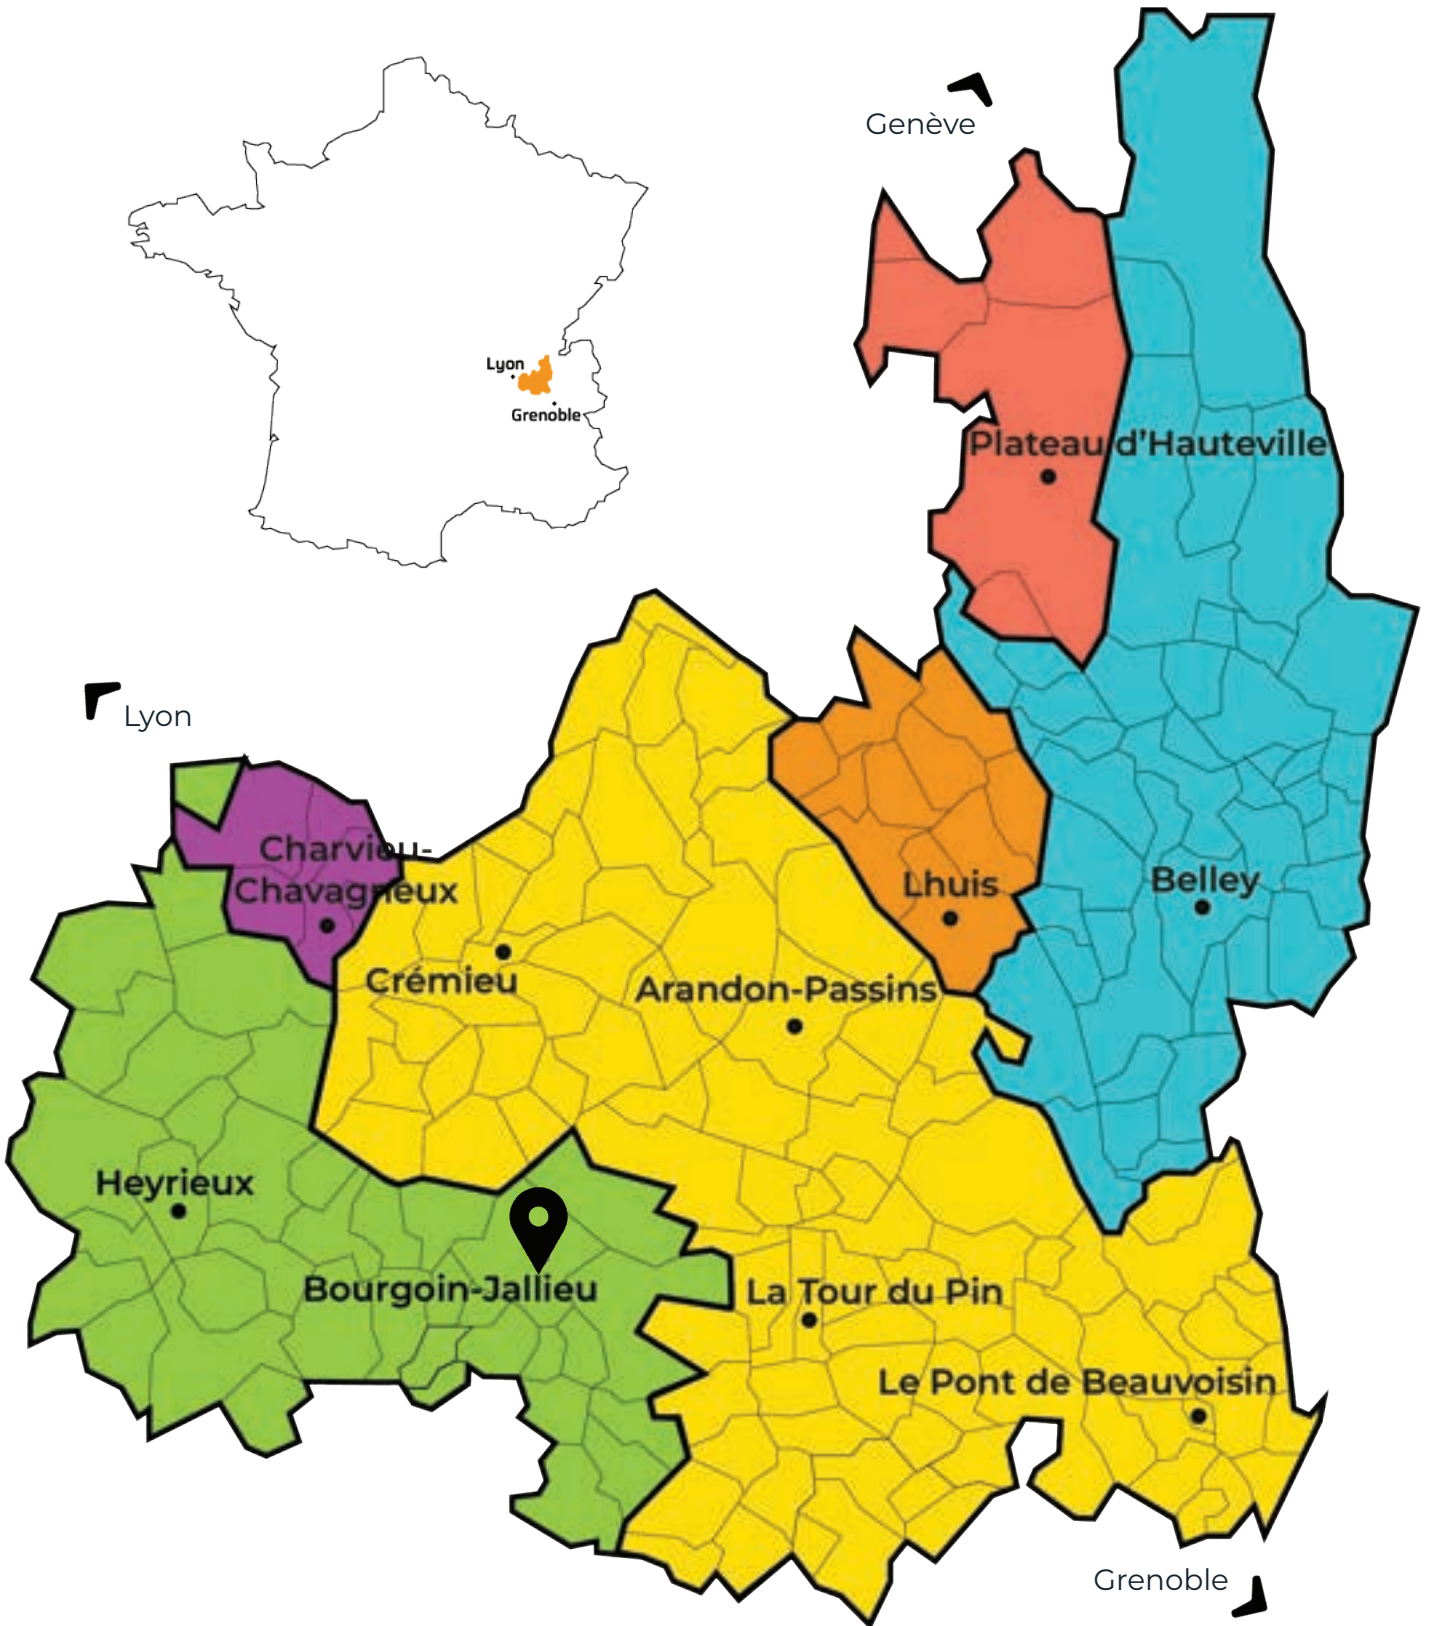 Genève
Lyon
Grenoble
Plateau d’Hauteville
Lyon
Charvieu-
Chavagneux
Lhuis
Belley
Crémieu
Arandon-Passins
Heyrieux
Bourgoin-Jallieu
La Tour du Pin
Le Pont de Beauvoisin
Grenoble